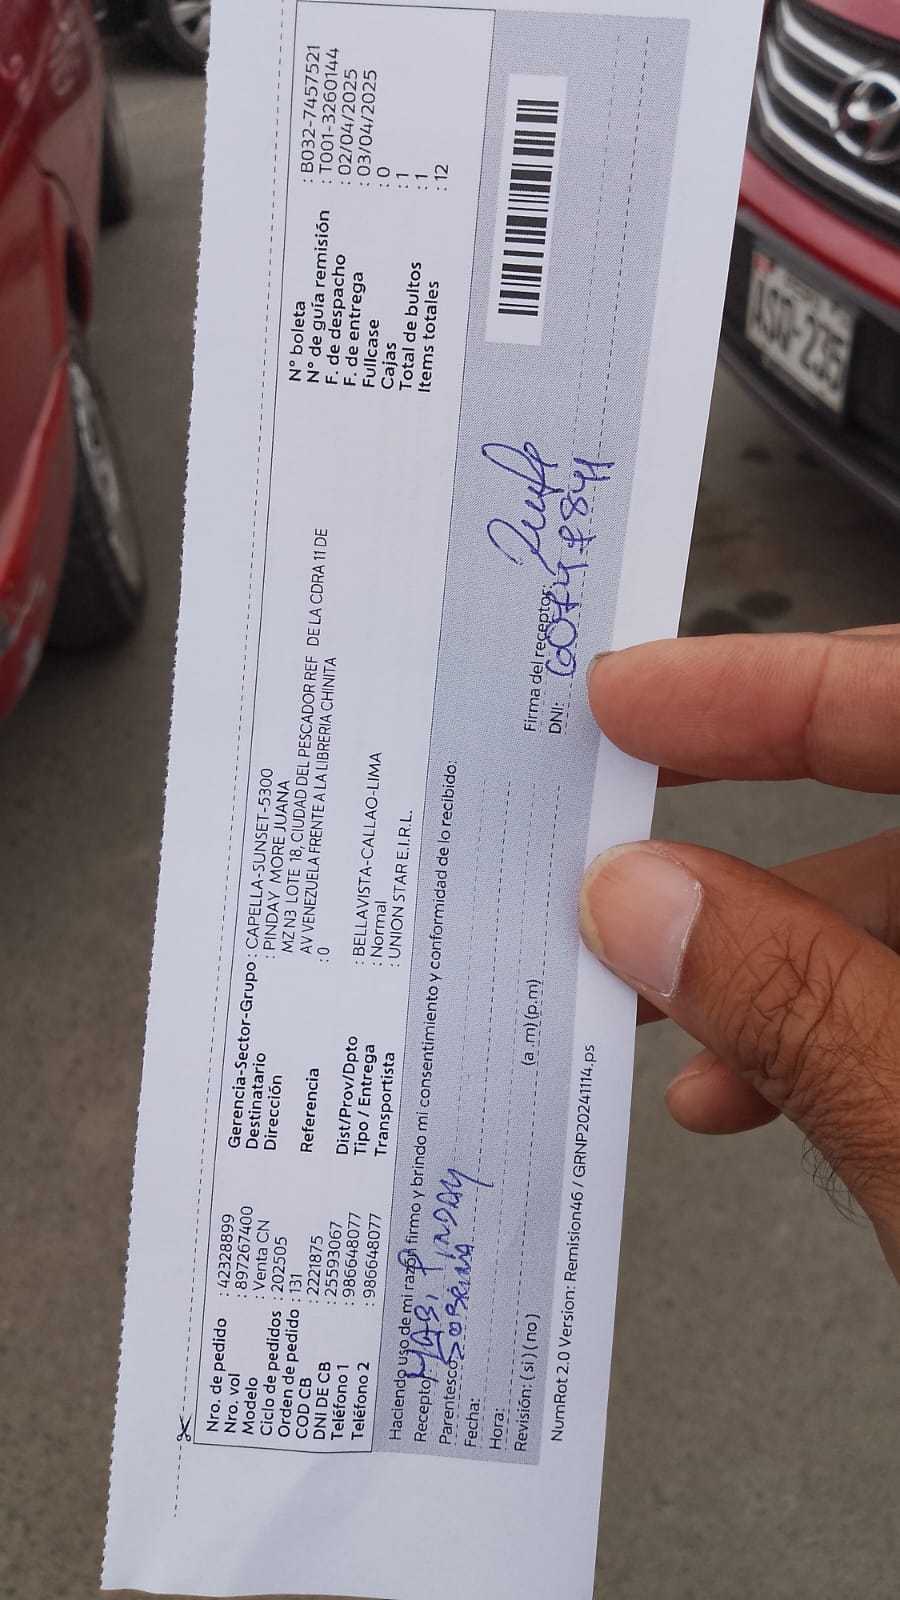 Nro. de pedido : 42328899
Nro. vol : 897267400
Modelo : Venta CN
Ciclo de pedidos : 202505
Orden de pedido : 131
COD CB : 2221875
DNI DE CB : 25593067
Teléfono 1 : 986648077
Teléfono 2 : 986648077
Gerencia-Sector-Grupo : CAPELLA-SUNSET-5300
Destinatario : PINDAY MORE JUANA
Dirección MZ N3 LOTE 18, CIUDAD DEL PESCADOR REF DE LA CDRA 11 DE
AV VENEZUELA FRENTE A LA LIBRERIA CHINITA
Referencia : 0
Dist/Prov/Dpto : BELLAVISTA-CALLAO-LIMA
Tipo / Entrega : Normal
Transportista : UNION STAR E.I.R.L.
N° boleta : B032-7457521
N° de guía remisión : T001-3260144
F. de despacho : 02/04/2025
F. de entrega : 03/04/2025
Fullcase : 0
Cajas : 1
Total de bultos : 1
Items totales : 12
Haciendo uso de mi razón firmo y brindo mi consentimiento y conformidad de lo recibido:
Receptor: P INDAY
Parentesco:
Fecha:
Hora: (a .m) (p.m)
Revisión: ( si ) ( no )
Firma del receptor:
DNI:
NumRot 2.0 Version: Remision46 / GRNP20241114.ps